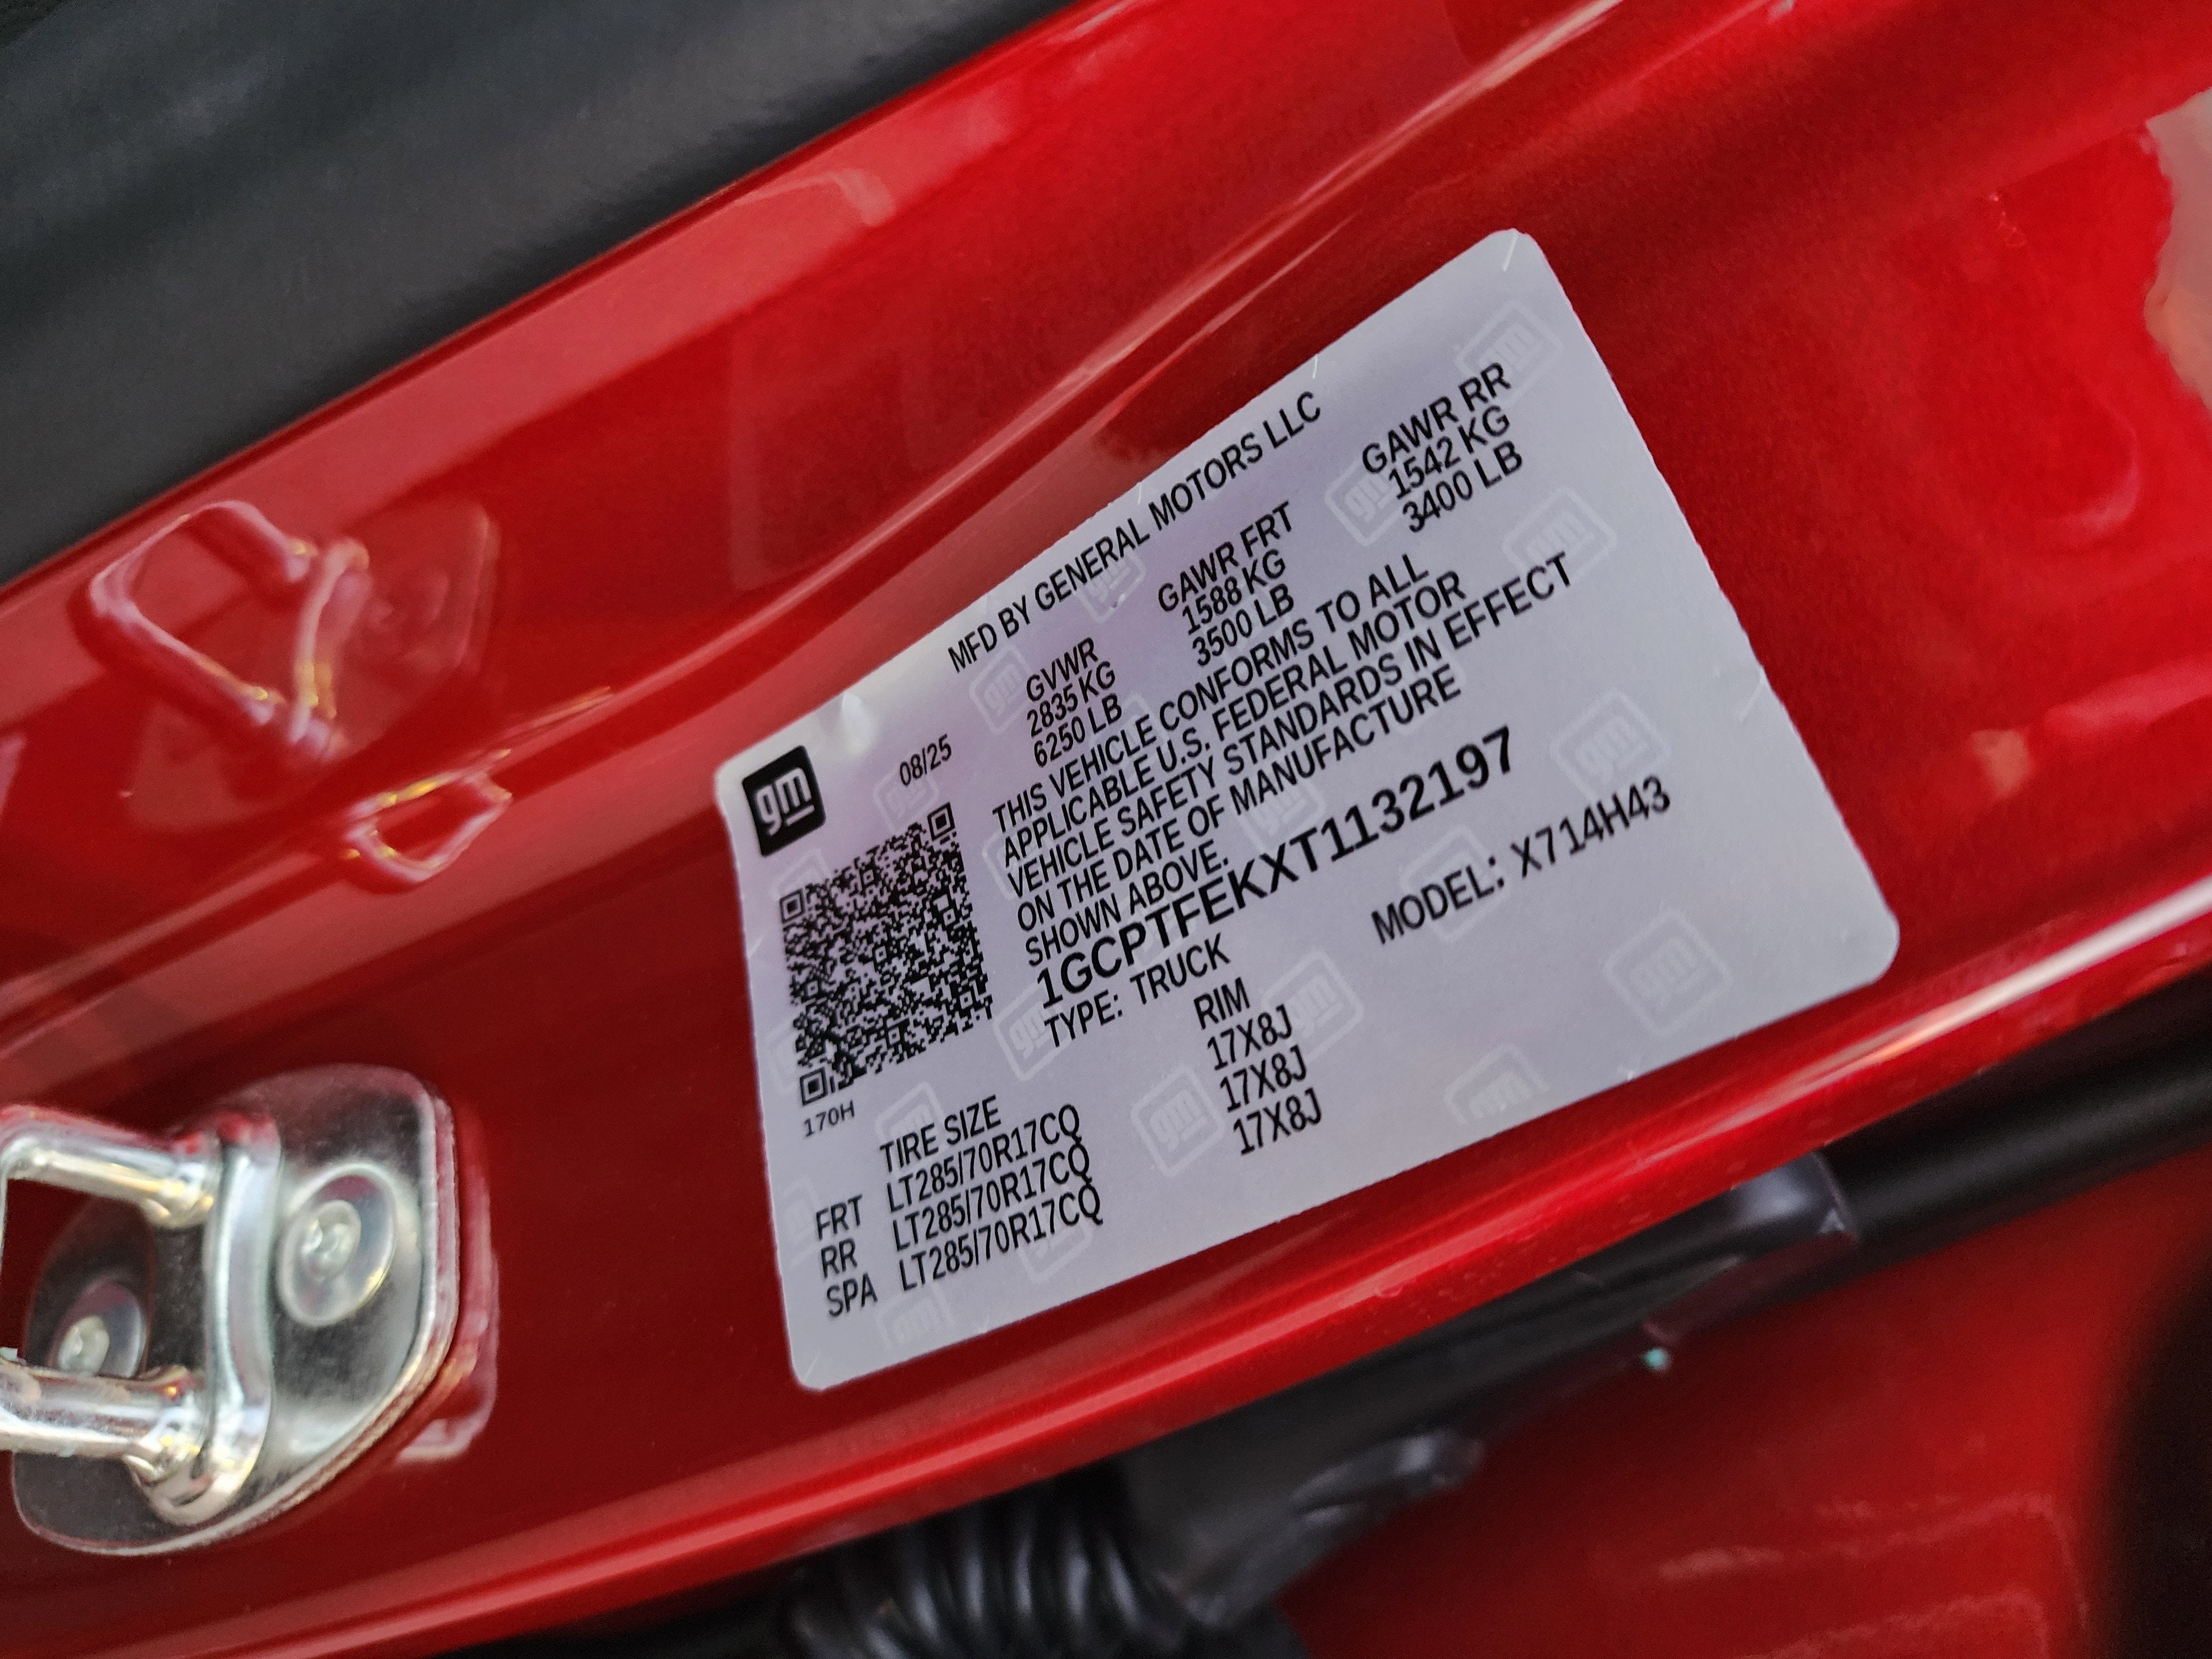 gm
MFD BY GENERAL MOTORS LLC
08/25
GVWR GAWR FRT GAWR RR
2835 KG 1588 KG 1542 KG
6250 LB 3500 LB 3400 LB
THIS VEHICLE CONFORMS TO ALL
APPLICABLE U.S. FEDERAL MOTOR
VEHICLE SAFETY STANDARDS IN EFFECT
ON THE DATE OF MANUFACTURE
SHOWN ABOVE.
1GCPTFEKXT1132197
TYPE: TRUCK MODEL: X714H43
170H
TIRE SIZE RIM
FRT LT285/70R17CQ 17X8J
RR LT285/70R17CQ 17X8J
SPA LT285/70R17CQ 17X8J